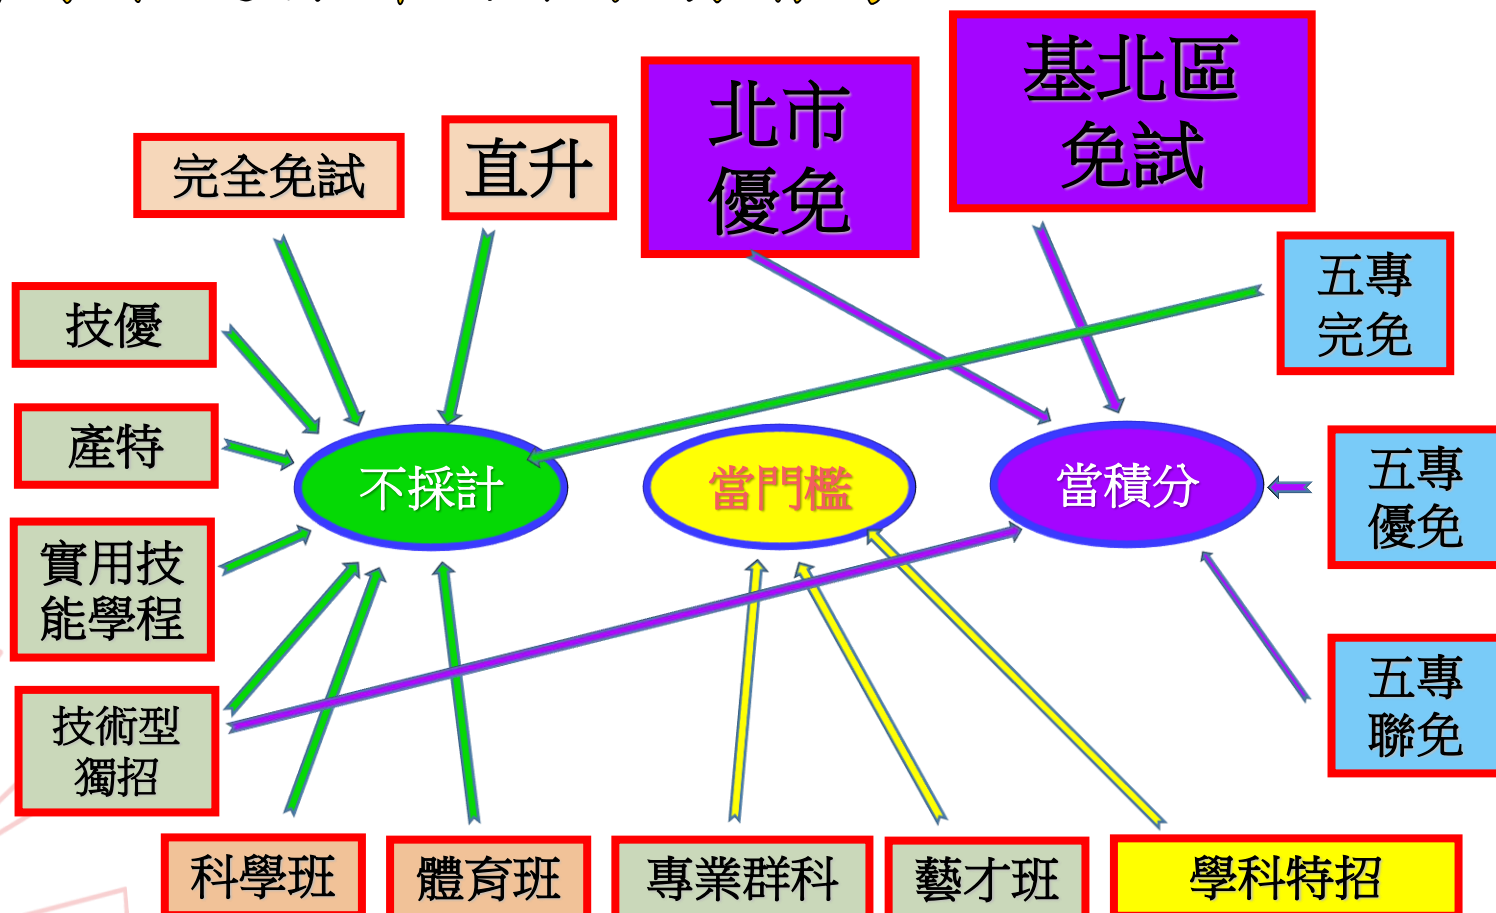 基北區
免試
北市
優免
直升
完全免試
五專
完免
技優
產特
不採計
當門檻
當積分
五專
優免
實用技
能學程
五專
聯免
技術型
獨招
科學班
體育班
專業群科
藝才班
學科特招